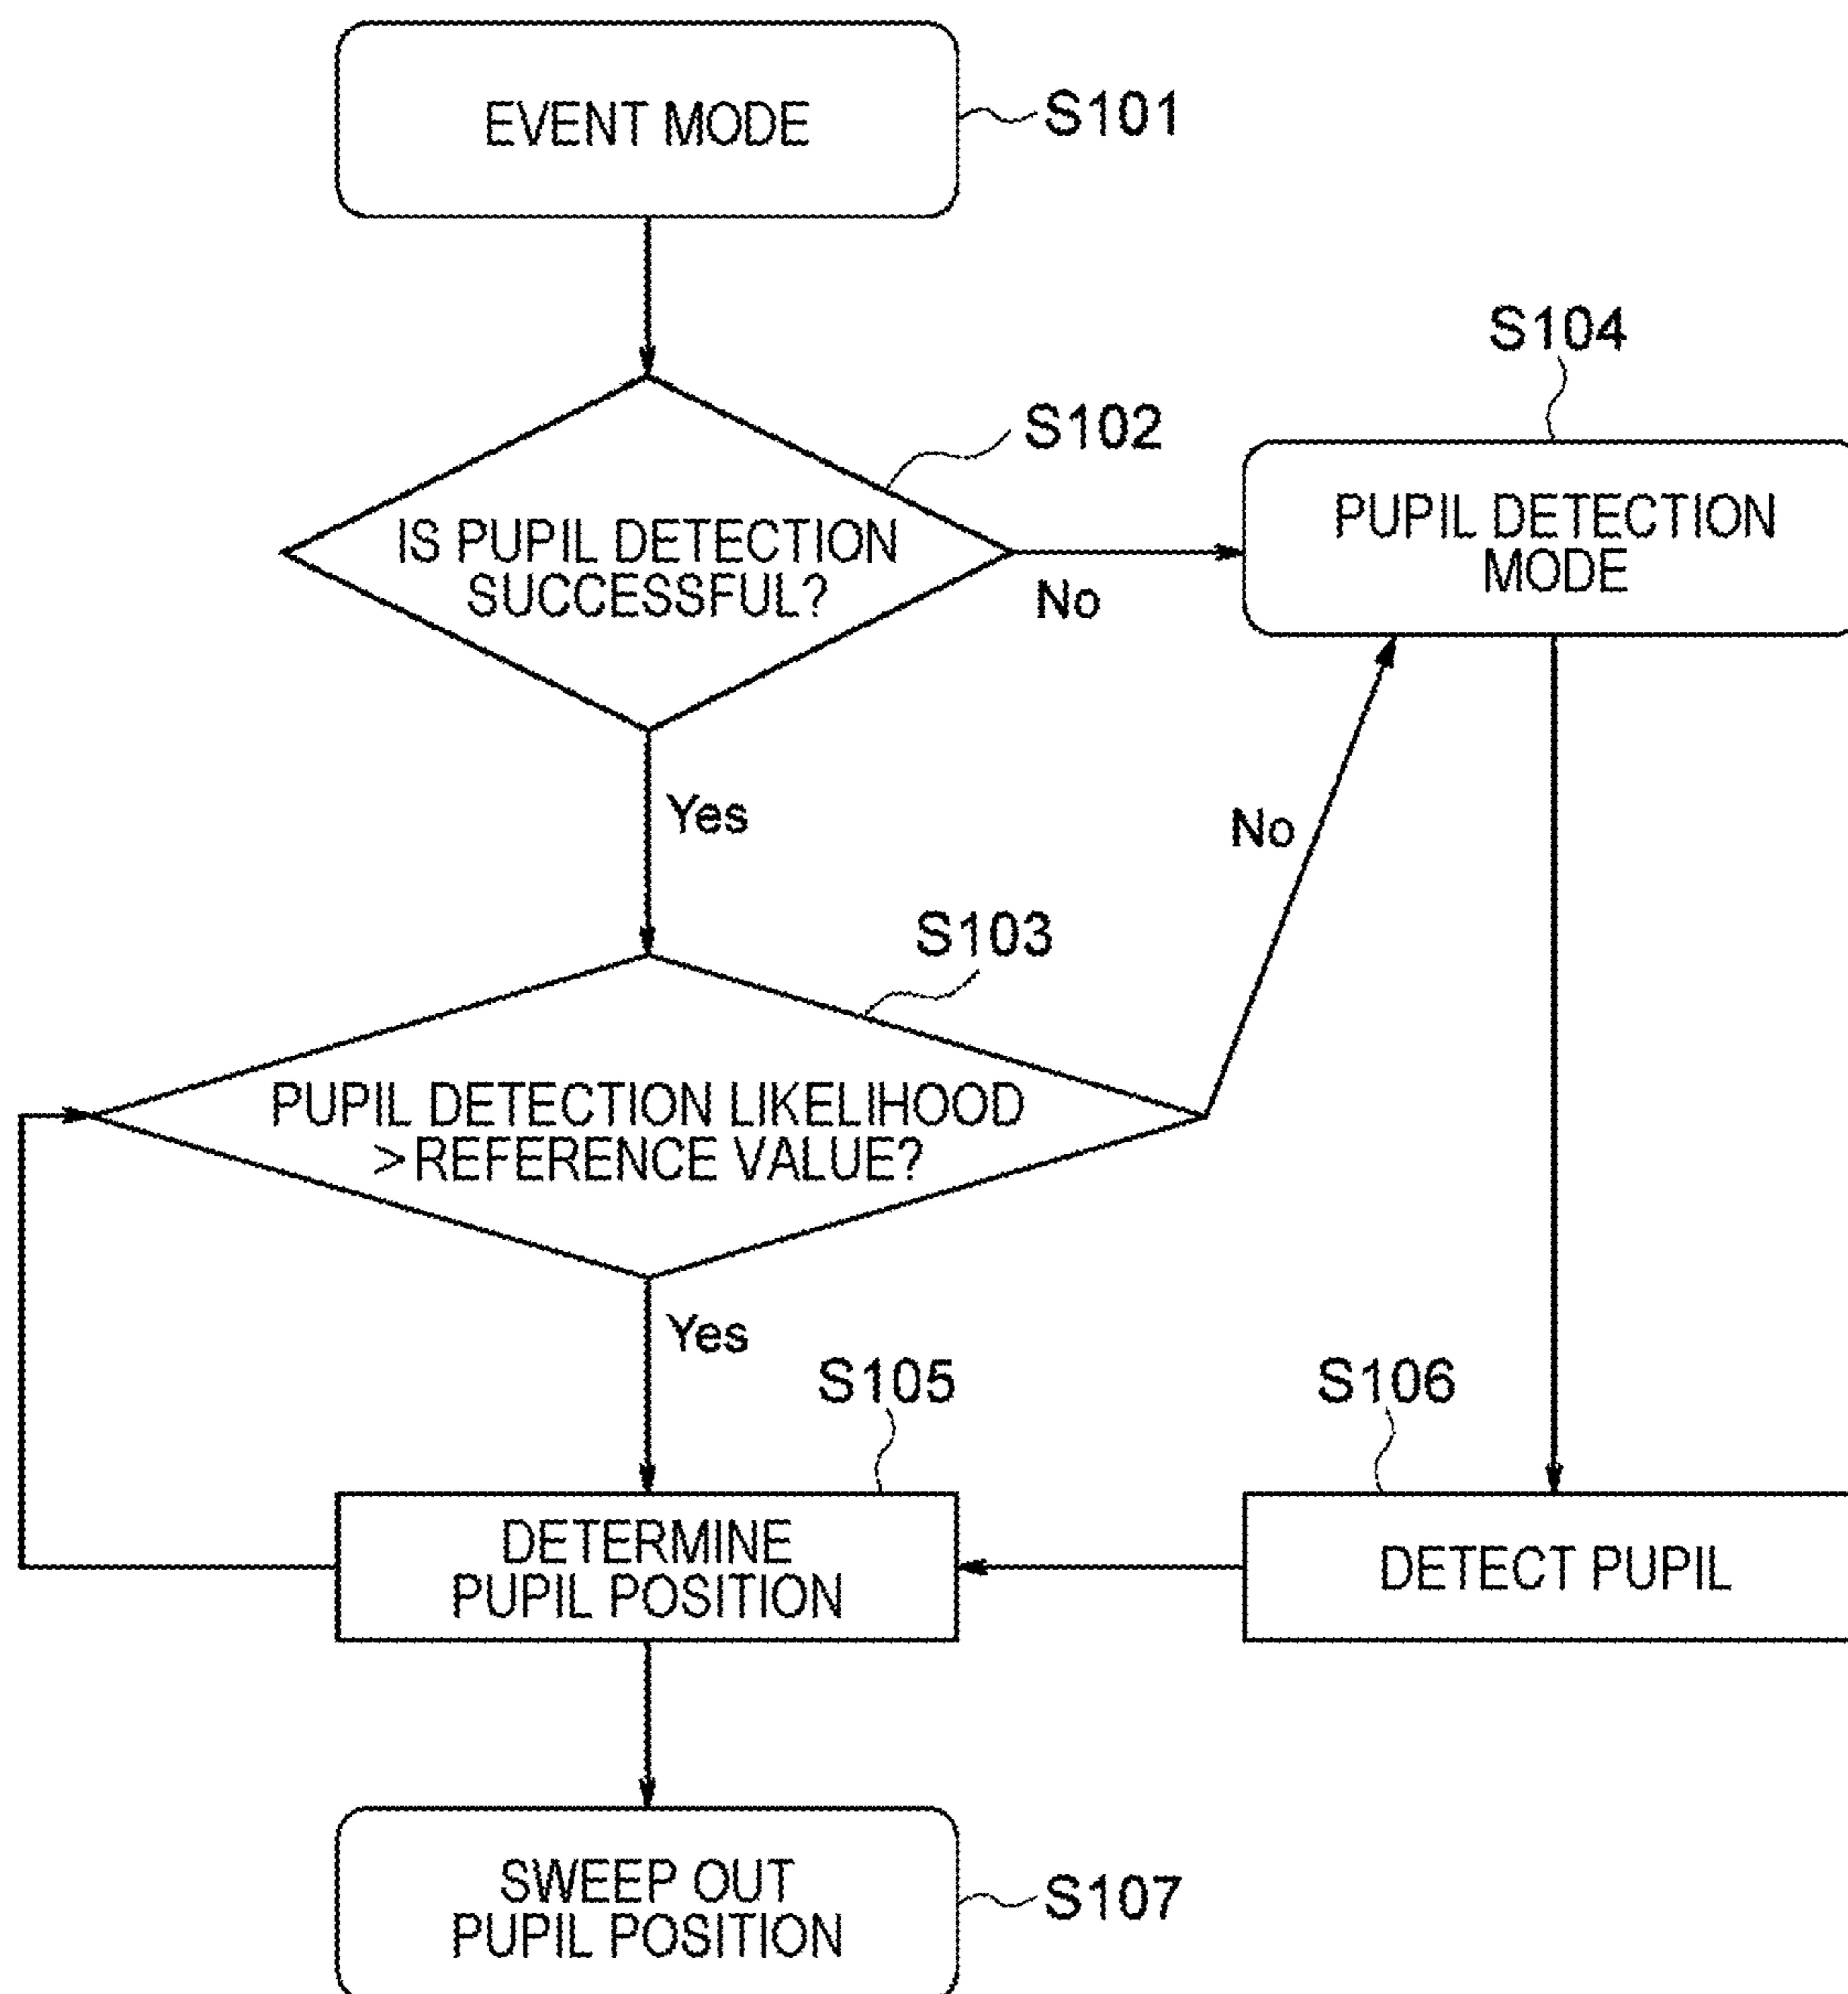 EVENT MODE
S101
S104
S102
IS PUPIL DETECTION
SUCCESSFUL?
No
PUPIL DETECTION
MODE
Yes
No
S103
PUPIL DETECTION LIKELIHOOD
>REFERENCE VALUE?
Yes
S105
S106
DETERMINE
PUPIL POSITION
DETECT PUPIL
SWEEP OUT
PUPIL POSITION
S107